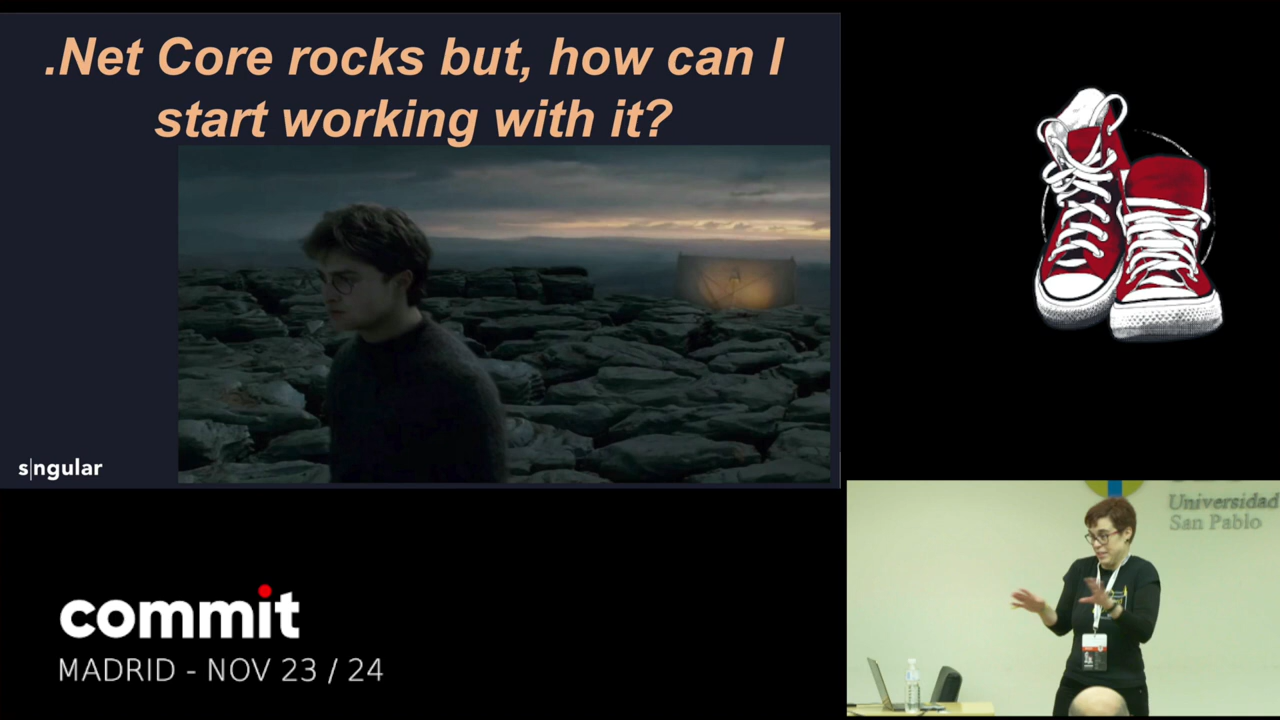 .Net Core rocks but, how can I
start working with it?
s|ngular
commit
MADRID - NOV 23 / 24
Universidad
San Pablo